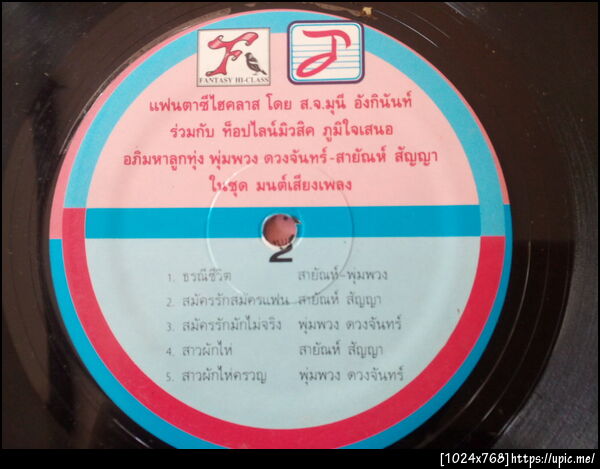 FANTASY HI-CLASS
แฟนตาซีไฮคลาส โดย ส.จ.มุนี อังกินันท์
ร่วมกับ ท็อปไลน์มิวสิค ภูมิใจเสนอ
อภิมหาลูกทุ่ง พุ่มพวง ดวงจันทร์-สายัณห์ สัญญา
ในชุด มนต์เสียงเพลง
2
1. ธรณีชีวิต สายัณห์-พุ่มพวง
2. สมัครรักสมัครแฟน สายัณห์ สัญญา
3. สมัครรักมักไม่จริง พุ่มพวง ดวงจันทร์
4. สาวผักไห่ สายัณห์ สัญญา
5. สาวผักไห่ครวญ พุ่มพวง ดวงจันทร์
[1024x768]https://upic.me/